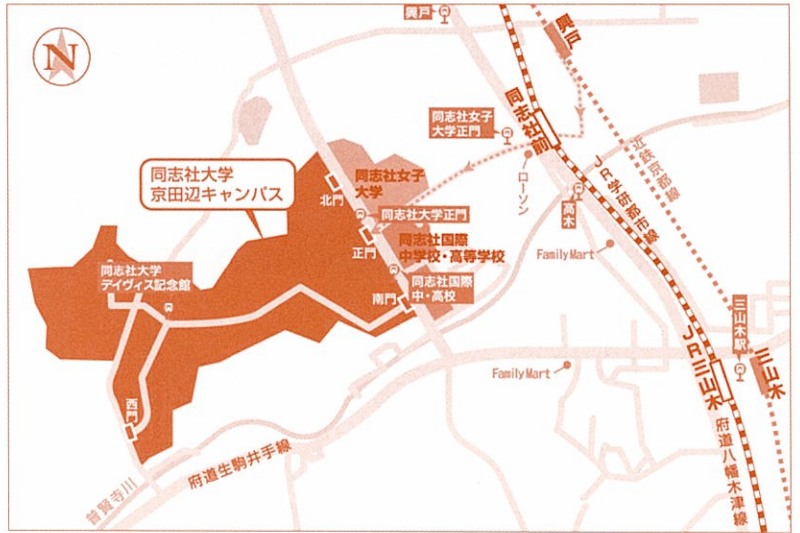 N
興戸
興戸
同志社前
同志社女子
大学正門
ローソン
近鉄京都線
JR学研都市線
高木
FamilyMart
同志社大学
京田辺キャンパス
同志社女子
大学
北門
同志社大学正門
正門
同志社国際
中学校・高等学校
同志社国際
中・高校
南門
同志社大学
デイヴィス記念館
西門
三山木駅
三山木
JR三山木
FamilyMart
府道八幡木津線
府道生駒井手線
普賢寺川